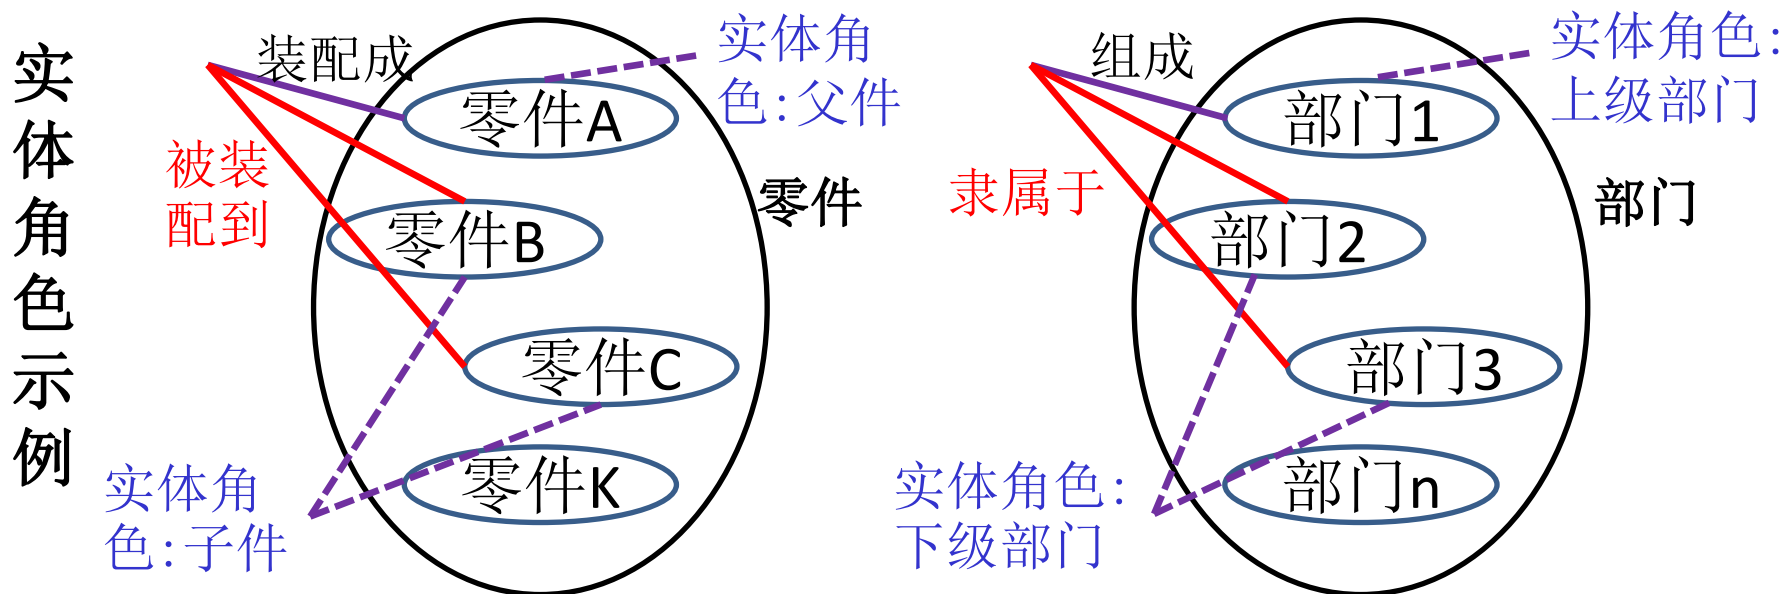 实体角色示例
装配成
实体角
色:父件
零件A
被装
配到
零件
零件B
零件C
零件K
实体角
色:子件
组成
实体角色:
上级部门
部门1
隶属于
部门
部门2
部门3
部门n
实体角色:
下级部门